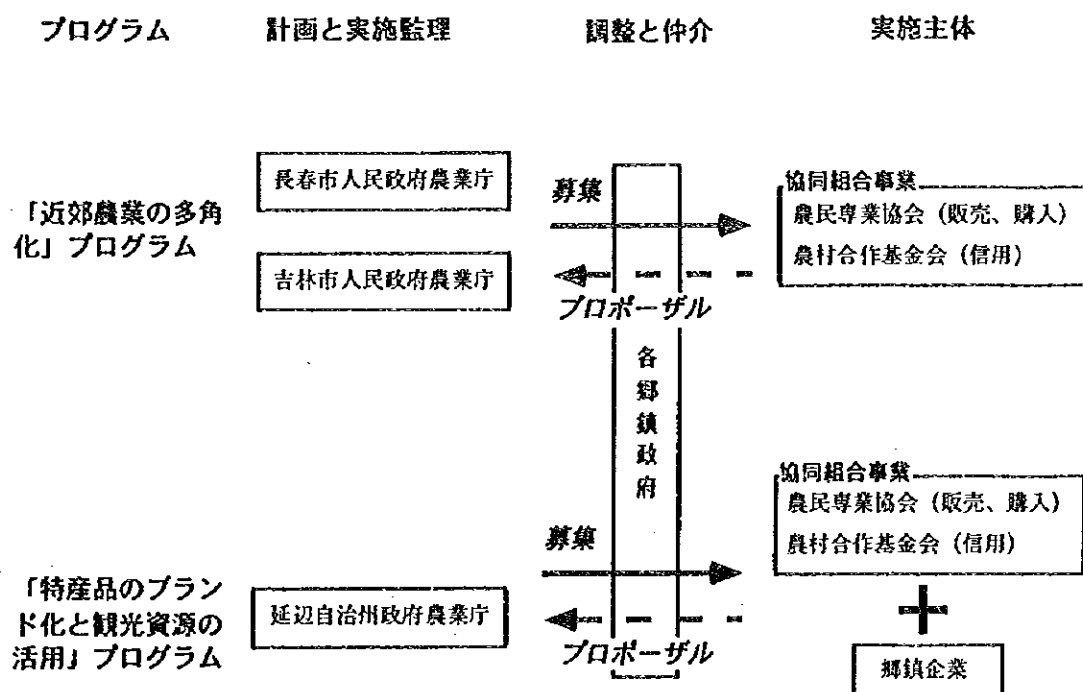 プログラム 計画と実施監理 調整と仲介 実施主体
「近郊農業の多角
化」プログラム
長春市人民政府農業庁
吉林市人民政府農業庁
募集
プロポーザル
協同組合事業
農民専業協会（販売、購入）
農村合作基金会（信用）
各郷鎮政府
「特産品のブラン
ド化と観光資源の
活用」プログラム
延辺自治州政府農業庁
募集
プロポーザル
協同組合事業
農民専業協会（販売、購入）
農村合作基金会（信用）
郷鎮企業